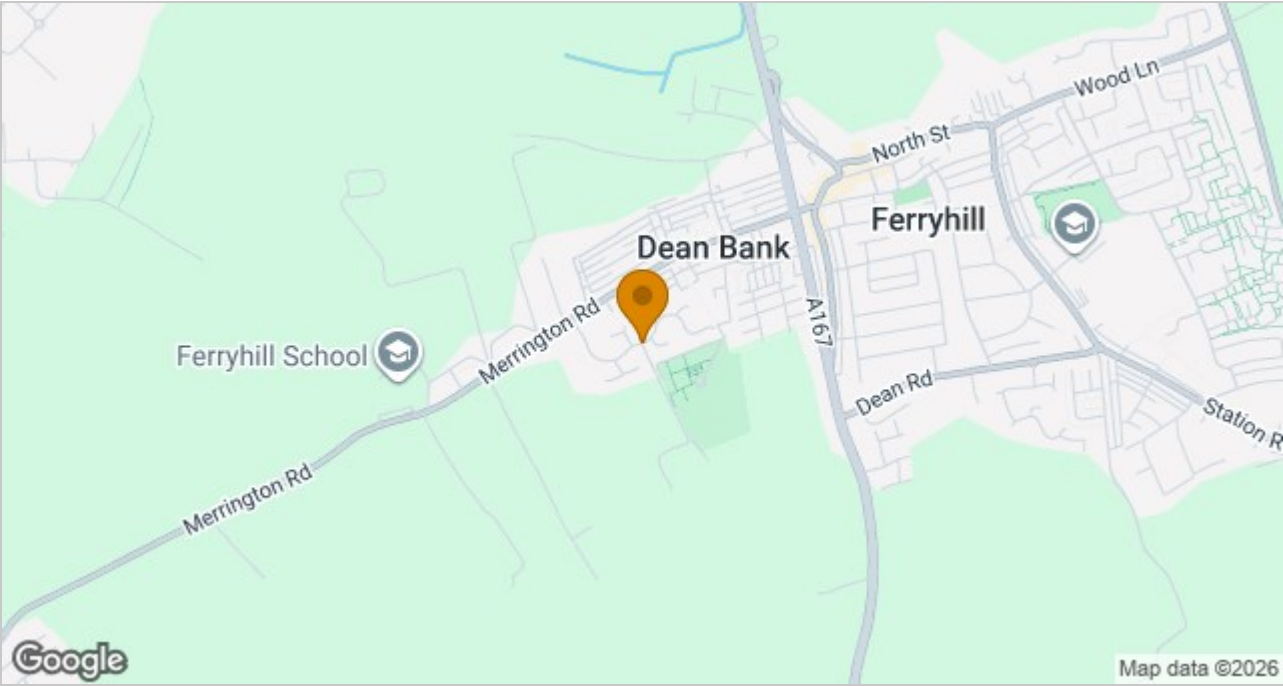 Wood Ln
North St
Ferryhill
Dean Bank
A167
Merrington Rd
Ferryhill School
Dean Rd
Station R
Merrington Rd
Google
Map data ©2026